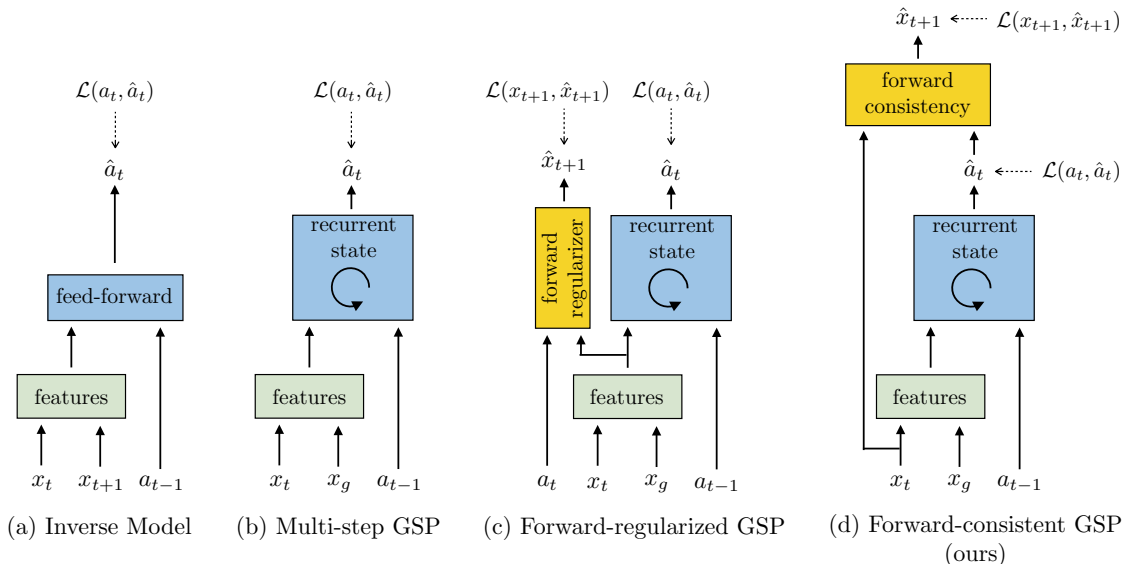 ℒ(a_t, â_t)
â_t
feed-forward
features
x_t x_{t+1} a_{t−1}
(a) Inverse Model
ℒ(a_t, â_t)
â_t
recurrent
state
features
x_t x_g a_{t−1}
(b) Multi-step GSP
ℒ(x_{t+1}, x̂_{t+1}) ℒ(a_t, â_t)
x̂_{t+1} â_t
forward
regularizer
recurrent
state
features
a_t x_t x_g a_{t−1}
(c) Forward-regularized GSP
x̂_{t+1} ℒ(x_{t+1}, x̂_{t+1})
forward
consistency
â_t ℒ(a_t, â_t)
recurrent
state
features
x_t x_g a_{t−1}
(d) Forward-consistent GSP
(ours)